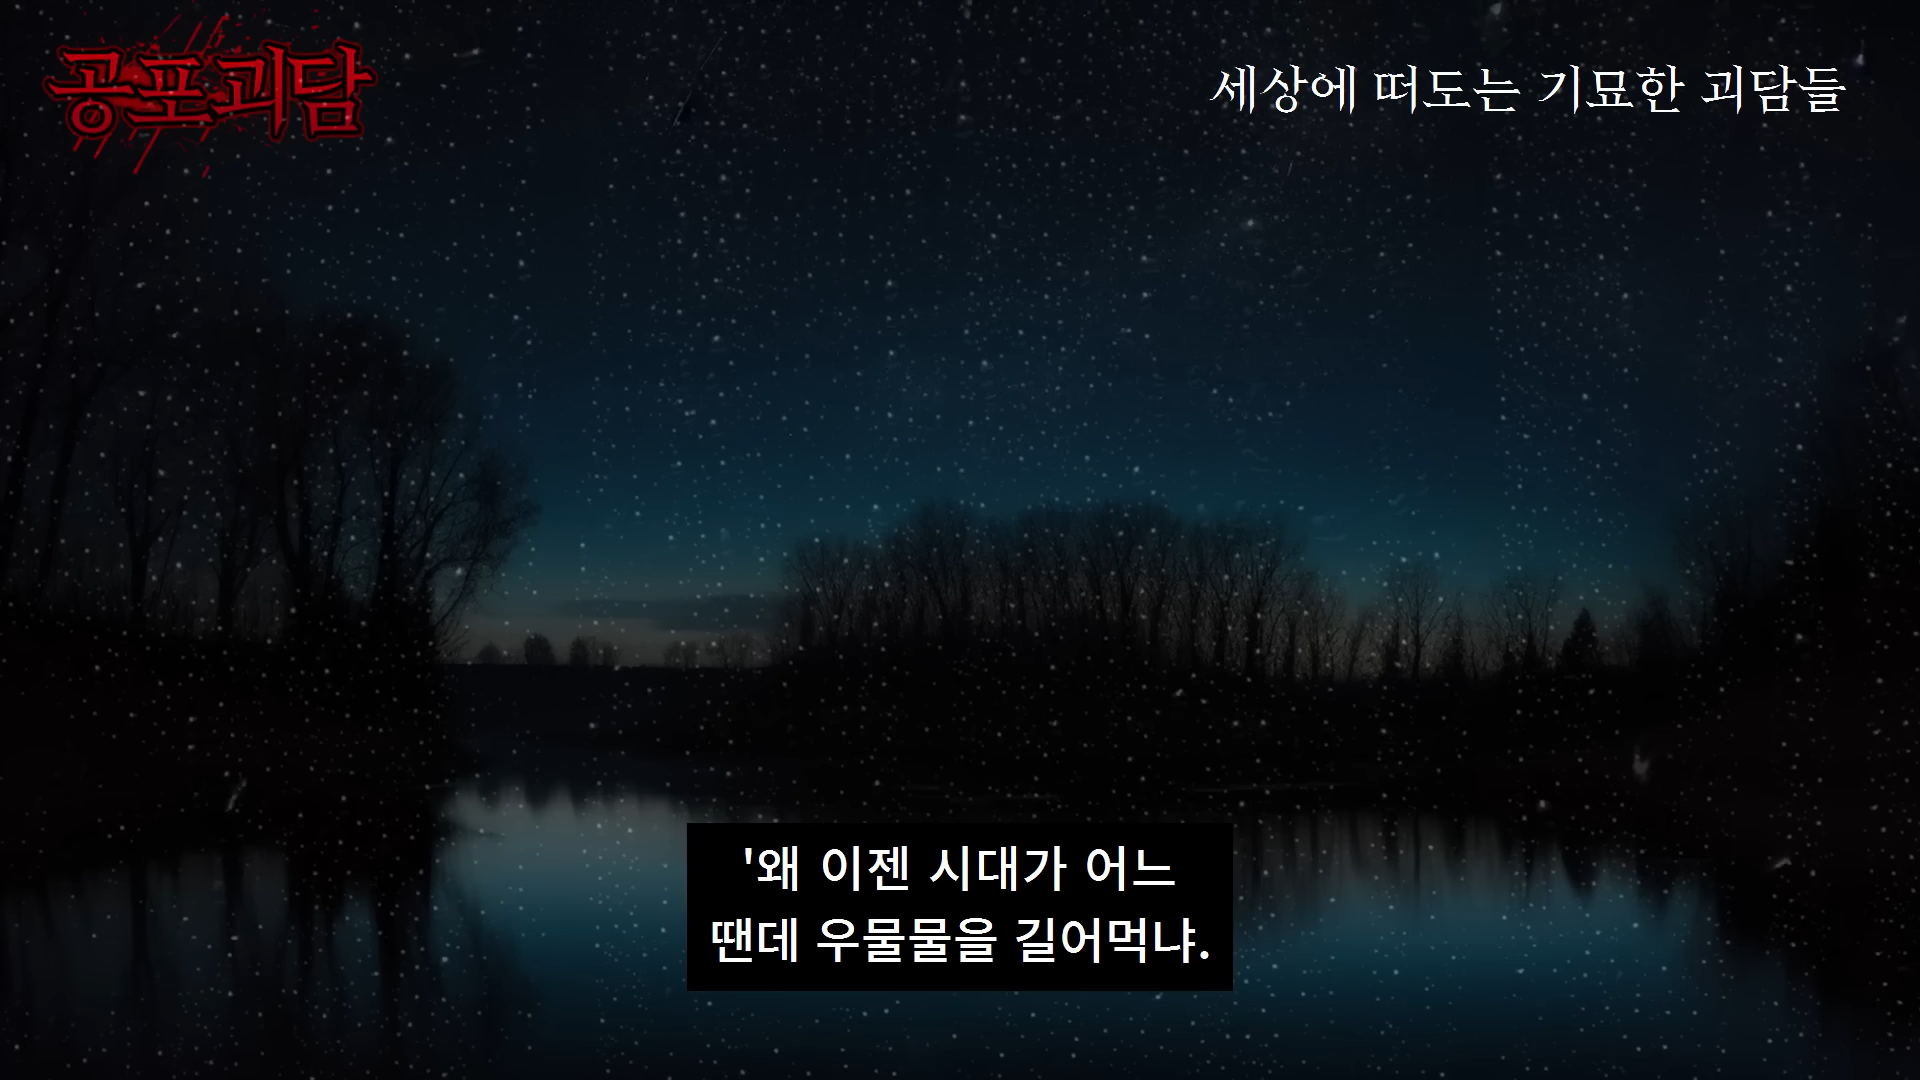 공포괴담
세상에 떠도는 기묘한 괴담들
'왜 이젠 시대가 어느
땐데 우물물을 길어먹냐.